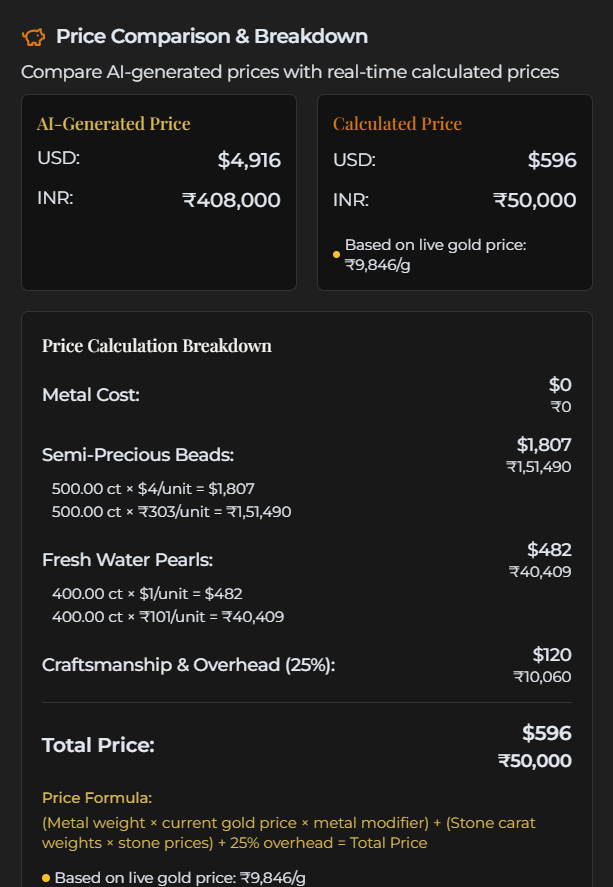 Price Comparison & Breakdown
Compare AI-generated prices with real-time calculated prices
AI-Generated Price
USD: $4,916
INR: ₹408,000
Calculated Price
USD: $596
INR: ₹50,000
Based on live gold price:
₹9,846/g
Price Calculation Breakdown
Metal Cost: $0
₹0
Semi-Precious Beads: $1,807
₹1,51,490
500.00 ct × $4/unit = $1,807
500.00 ct × ₹303/unit = ₹1,51,490
Fresh Water Pearls: $482
₹40,409
400.00 ct × $1/unit = $482
400.00 ct × ₹101/unit = ₹40,409
Craftsmanship & Overhead (25%): $120
₹10,060
Total Price: $596
₹50,000
Price Formula:
(Metal weight × current gold price × metal modifier) + (Stone carat
weights × stone prices) + 25% overhead = Total Price
Based on live gold price: ₹9,846/g